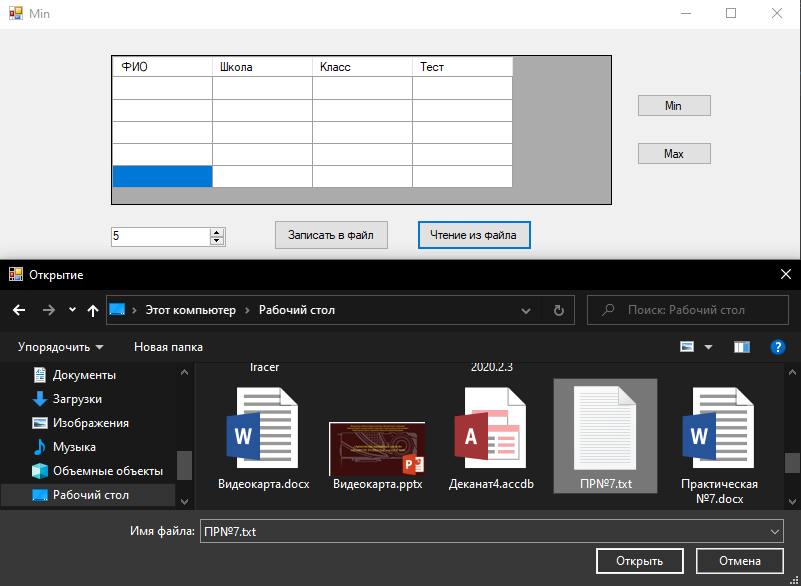 Min
ФИО Школа Класс Тест
Min
Max
5
Записать в файл
Чтение из файла
Открытие
Этот компьютер > Рабочий стол
Поиск: Рабочий стол
Упорядочить
Новая папка
Документы
Загрузки
Изображения
Музыка
Объемные объекты
Рабочий стол
Tracer
2020.2.3
Видеокарта.docx
Видеокарта.pptx
Деканат4.accdb
ПР№7.txt
Практическая
№7.docx
Имя файла: ПР№7.txt
Открыть
Отмена